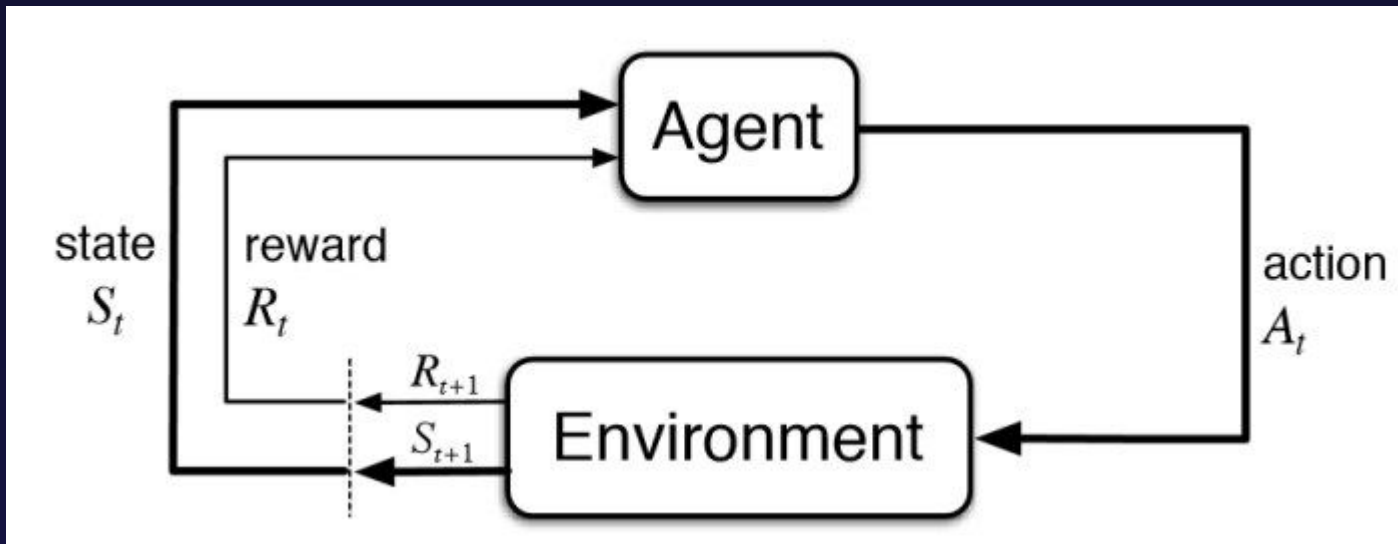 Agent
state
S_t
reward
R_t
action
A_t
R_{t+1}
S_{t+1}
Environment